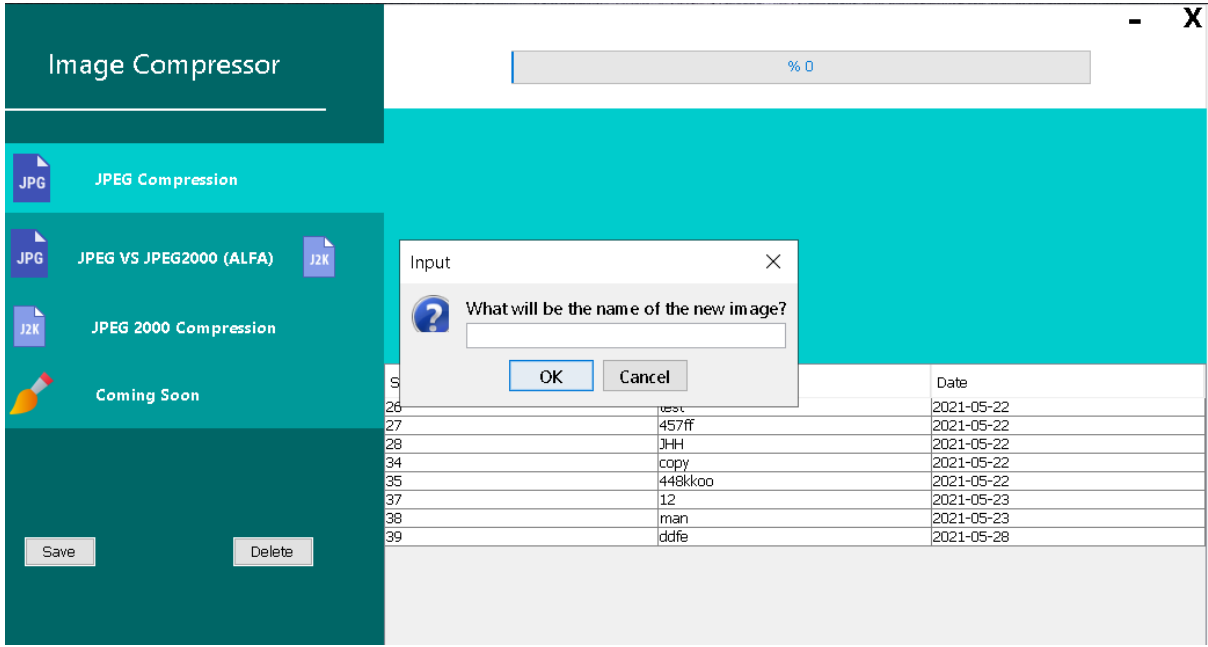 - X
Image Compressor
% 0
JPG JPEG Compression
JPG JPEG VS JPEG2000 (ALFA) J2K
J2K JPEG 2000 Compression
Coming Soon
Save Delete
Input
What will be the name of the new image?
OK Cancel
S Date
26 test 2021-05-22
27 457ff 2021-05-22
28 JHH 2021-05-22
34 copy 2021-05-22
35 448kkoo 2021-05-22
37 12 2021-05-23
38 man 2021-05-23
39 ddfe 2021-05-28